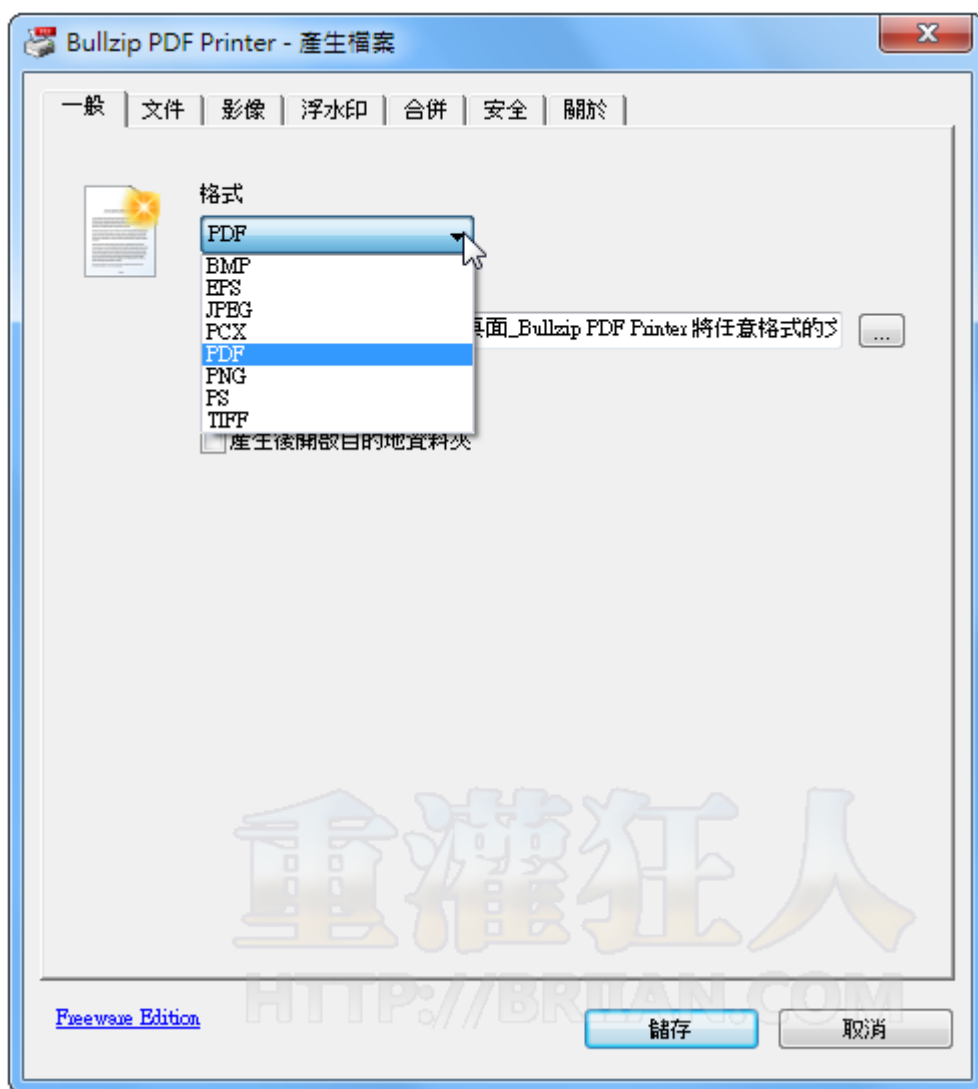 Bullzip PDF Printer - 產生檔案
一般 文件 影像 浮水印 合併 安全 關於
格式
PDF
BMP
EPS
JPEG
PCX
面_Bullzip PDF Printer 將任意格式的文 ...
PDF
PNG
PS
TIFF
產生後開啟目的地資料夾
重灌狂人
HTTP://BRIIAN.COM
Freeware Edition
儲存 取消